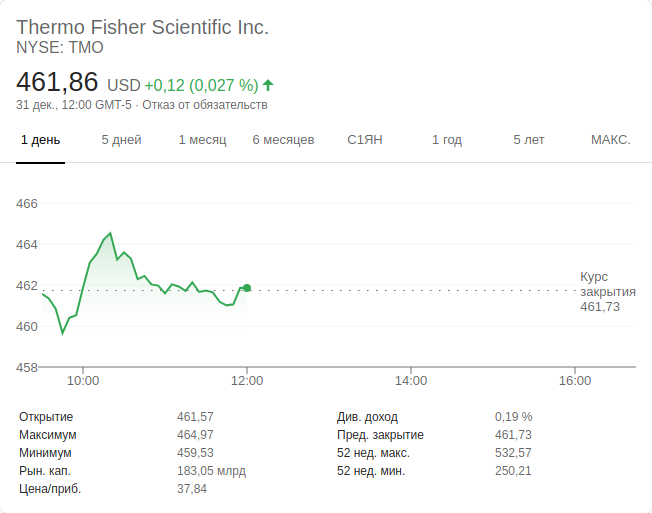 Thermo Fisher Scientific Inc.
NYSE: TMO
461,86 USD +0,12 (0,027 %)
31 дек., 12:00 GMT-5 · Отказ от обязательств
1 день 5 дней 1 месяц 6 месяцев С1ЯН 1 год 5 лет МАКС.
466
464
462
460
458
Курс
закрытия
461,73
10:00 12:00 14:00 16:00
Открытие 461,57 Див. доход 0,19 %
Максимум 464,97 Пред. закрытие 461,73
Минимум 459,53 52 нед. макс. 532,57
Рын. кап. 183,05 млрд 52 нед. мин. 250,21
Цена/приб. 37,84